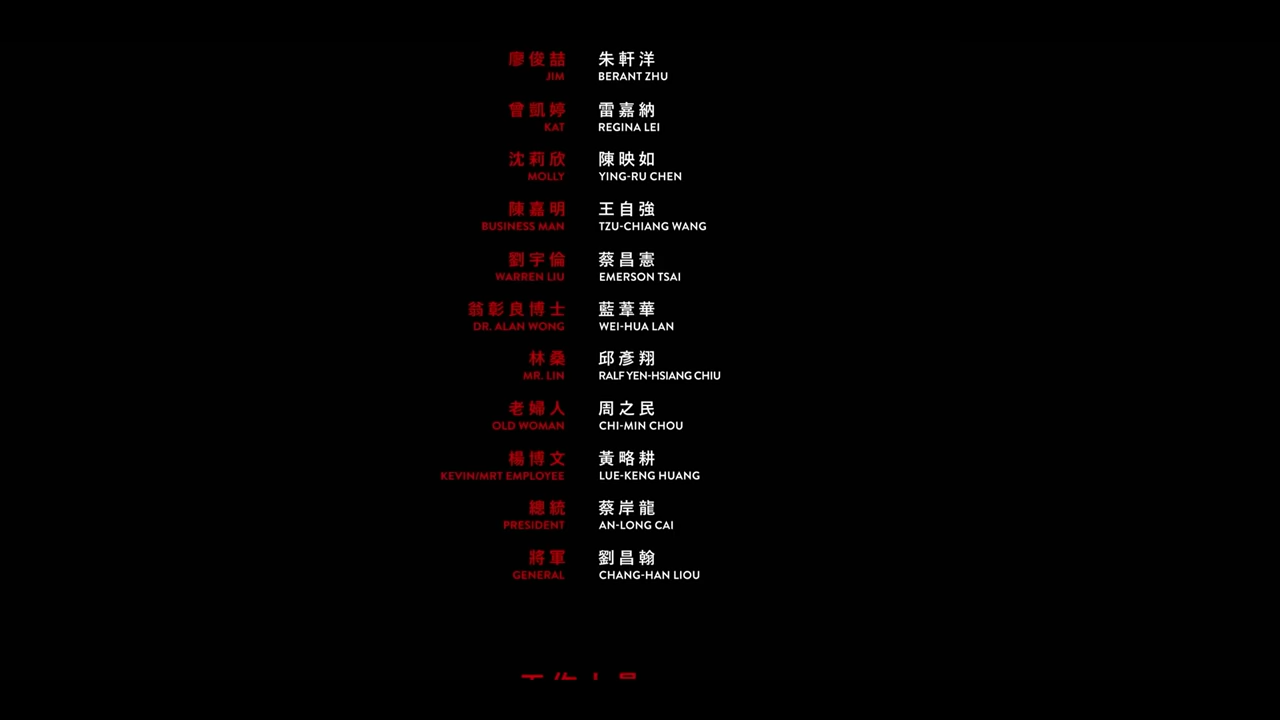 廖俊喆 朱軒洋
JIM BERANT ZHU
曾凱婷 雷嘉納
KAT REGINA LEI
沈莉欣 陳映如
MOLLY YING-RU CHEN
陳嘉明 王自強
BUSINESS MAN TZU-CHIANG WANG
劉宇倫 蔡昌憲
WARREN LIU EMERSON TSAI
翁彰良博士 藍葦華
DR. ALAN WONG WEI-HUA LAN
林桑 邱彥翔
MR. LIN RALF YEN-HSIANG CHIU
老婦人 周之民
OLD WOMAN CHI-MIN CHOU
楊博文 黃略耕
KEVIN/MRT EMPLOYEE LUE-KENG HUANG
總統 蔡岸龍
PRESIDENT AN-LONG CAI
將軍 劉昌翰
GENERAL CHANG-HAN LIOU